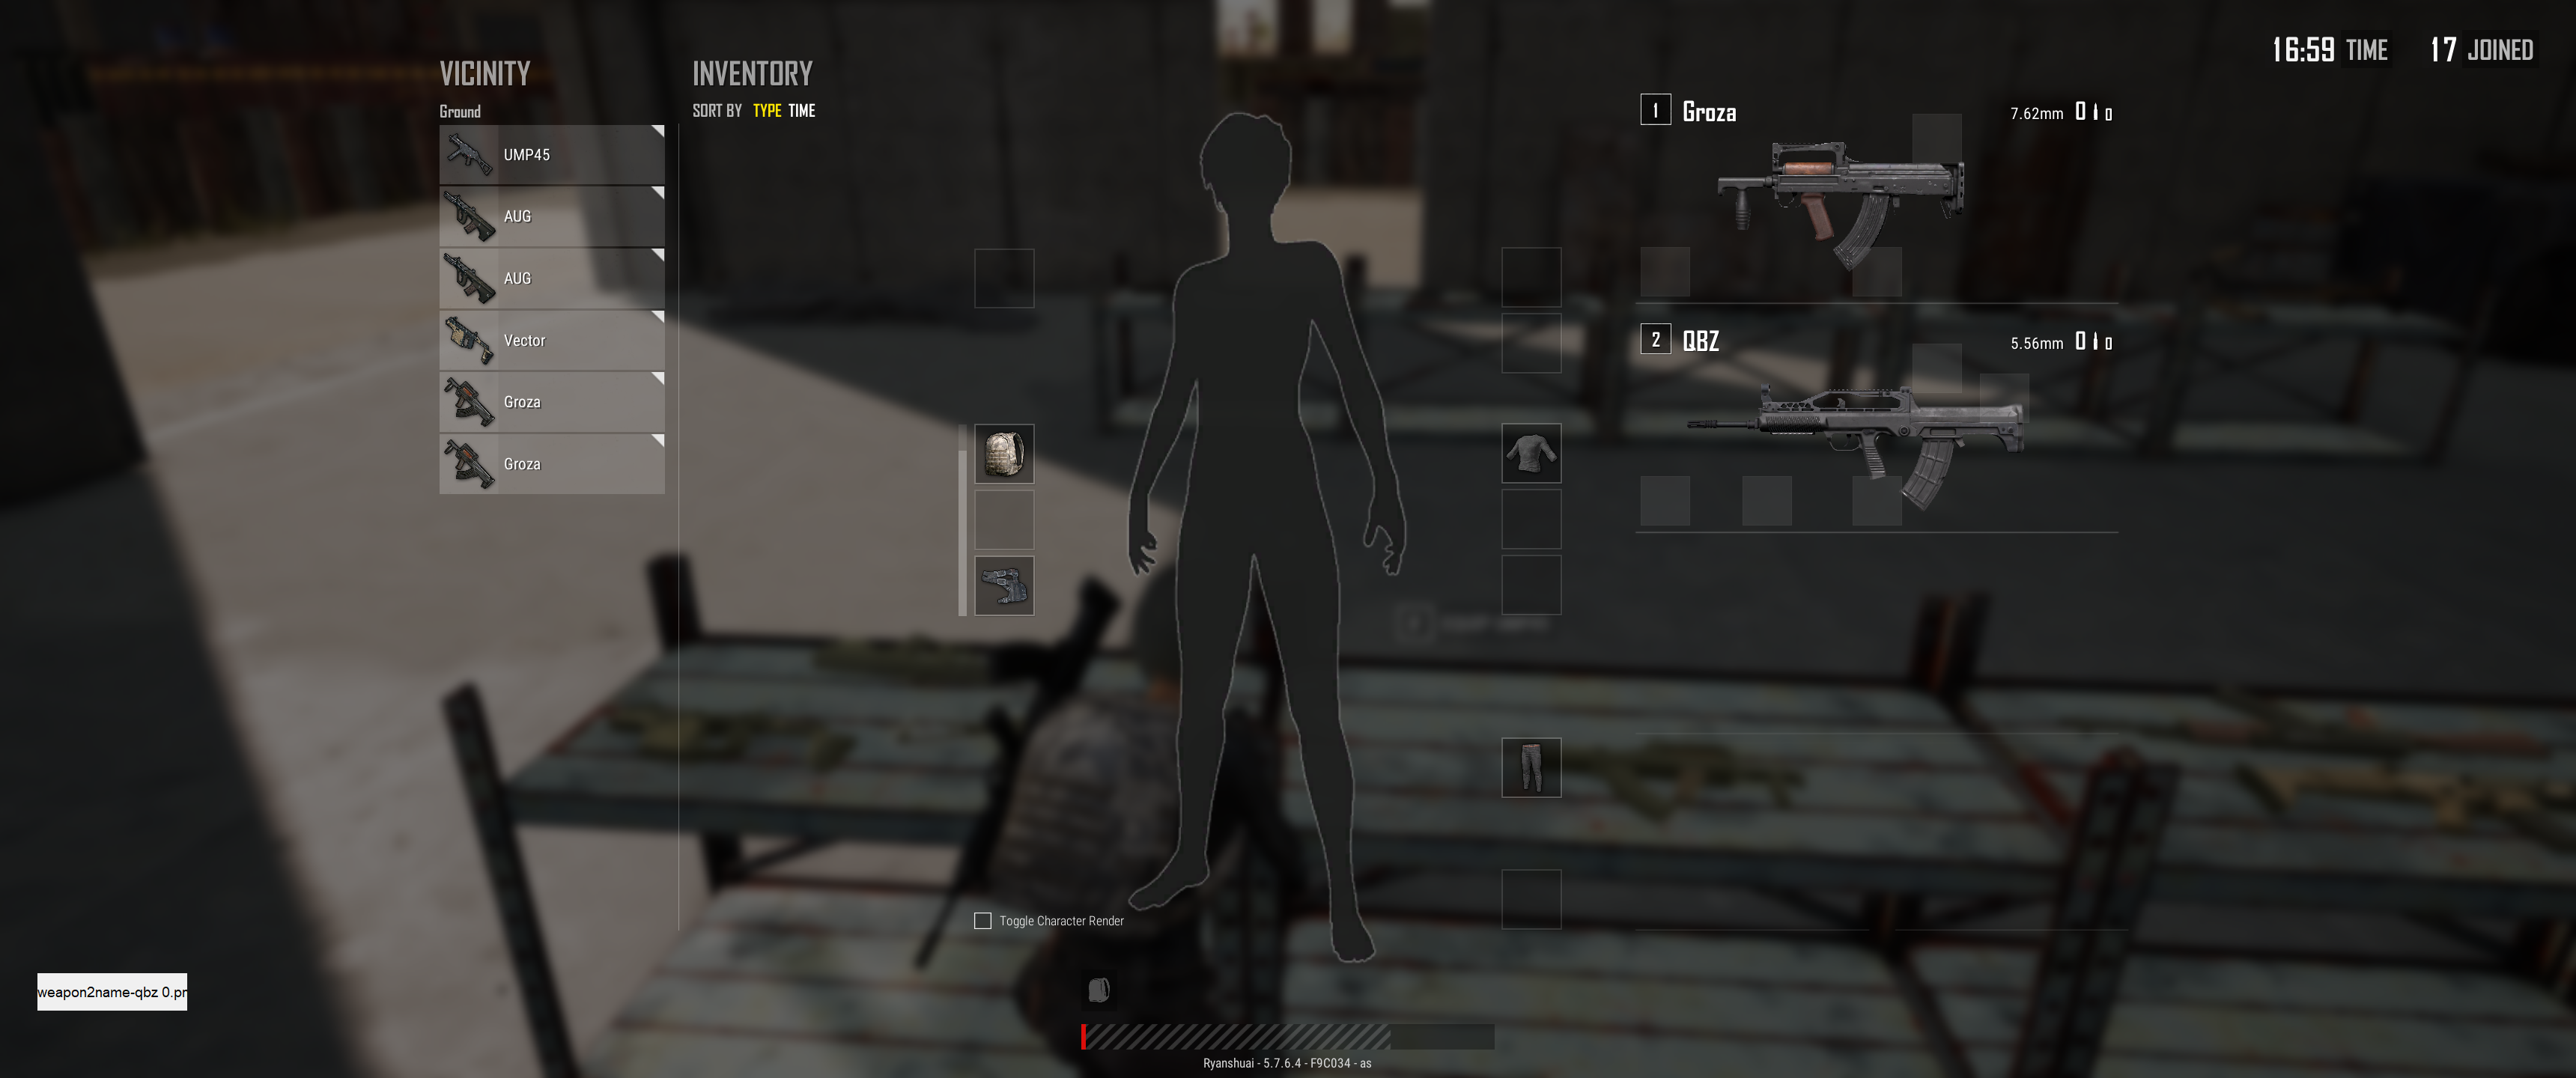 16:59 TIME 17 JOINED
VICINITY
Ground
UMP45
AUG
AUG
Vector
Groza
Groza
INVENTORY
SORT BY TYPE TIME
1 Groza 7.62mm 0 0
2 QBZ 5.56mm 0 0
Toggle Character Render
weapon2name-qbz 0.pr
Ryanshuai - 5.7.6.4 - F9C034 - as